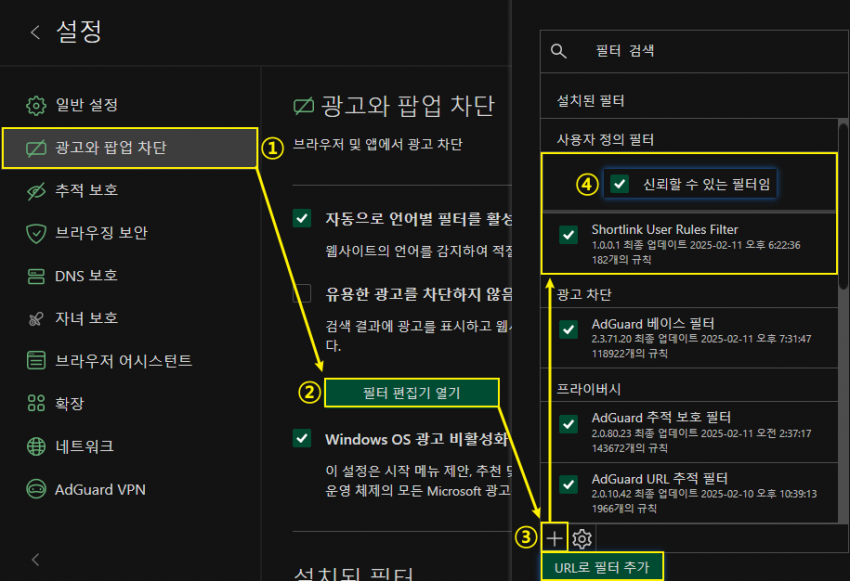 설정
일반 설정
광고와 팝업 차단
추적 보호
브라우징 보안
DNS 보호
자녀 보호
브라우저 어시스턴트
확장
네트워크
AdGuard VPN
①
광고와 팝업 차단
브라우저 및 앱에서 광고 차단
자동으로 언어별 필터를 활성
웹사이트의 언어를 감지하여 적절
유용한 광고를 차단하지 않음
검색 결과에 광고를 표시하고 웹
다.
② 필터 편집기 열기
Windows OS 광고 비활성화
이 설정은 시작 메뉴 제안, 추천 및
운영 체제의 모든 Microsoft 광고
설치된 필터
필터 검색
설치된 필터
사용자 정의 필터
④ 신뢰할 수 있는 필터임
Shortlink User Rules Filter
1.0.0.1 최종 업데이트 2025-02-11 오후 6:22:36
182개의 규칙
광고 차단
AdGuard 베이스 필터
2.3.71.20 최종 업데이트 2025-02-11 오후 7:31:47
118922개의 규칙
프라이버시
AdGuard 추적 보호 필터
2.0.80.23 최종 업데이트 2025-02-11 오전 2:37:17
143672개의 규칙
AdGuard URL 추적 필터
2.0.10.42 최종 업데이트 2025-02-10 오후 10:39:13
1966개의 규칙
③
URL로 필터 추가